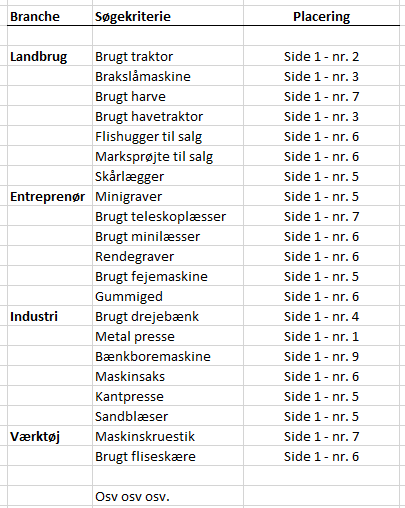 Branche Søgekriterie Placering
Landbrug Brugt traktor Side 1 - nr. 2
Brakslåmaskine Side 1 - nr. 3
Brugt harve Side 1 - nr. 7
Brugt havetraktor Side 1 - nr. 3
Flishugger til salg Side 1 - nr. 6
Marksprøjte til salg Side 1 - nr. 6
Skårlægger Side 1 - nr. 5
Entreprenør Minigraver Side 1 - nr. 5
Brugt teleskoplæsser Side 1 - nr. 7
Brugt minilæsser Side 1 - nr. 6
Rendegraver Side 1 - nr. 6
Brugt fejemaskine Side 1 - nr. 5
Gummiged Side 1 - nr. 6
Industri Brugt drejebænk Side 1 - nr. 4
Metal presse Side 1 - nr. 1
Bænkboremaskine Side 1 - nr. 9
Maskinsaks Side 1 - nr. 6
Kantpresse Side 1 - nr. 5
Sandblæser Side 1 - nr. 5
Værktøj Maskinskruestik Side 1 - nr. 7
Brugt fliseskære Side 1 - nr. 6
Osv osv osv.